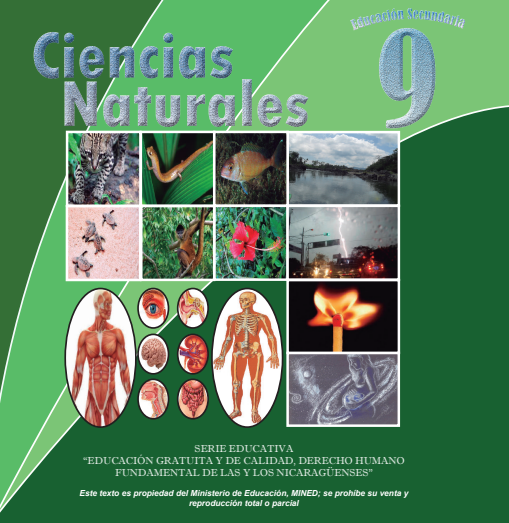 Educación Secundaria
9
Ciencias
Naturales
SERIE EDUCATIVA
“EDUCACIÓN GRATUITA Y DE CALIDAD, DERECHO HUMANO
FUNDAMENTAL DE LAS Y LOS NICARAGÜENSES”
Este texto es propiedad del Ministerio de Educación, MINED; se prohíbe su venta y
reproducción total o parcial